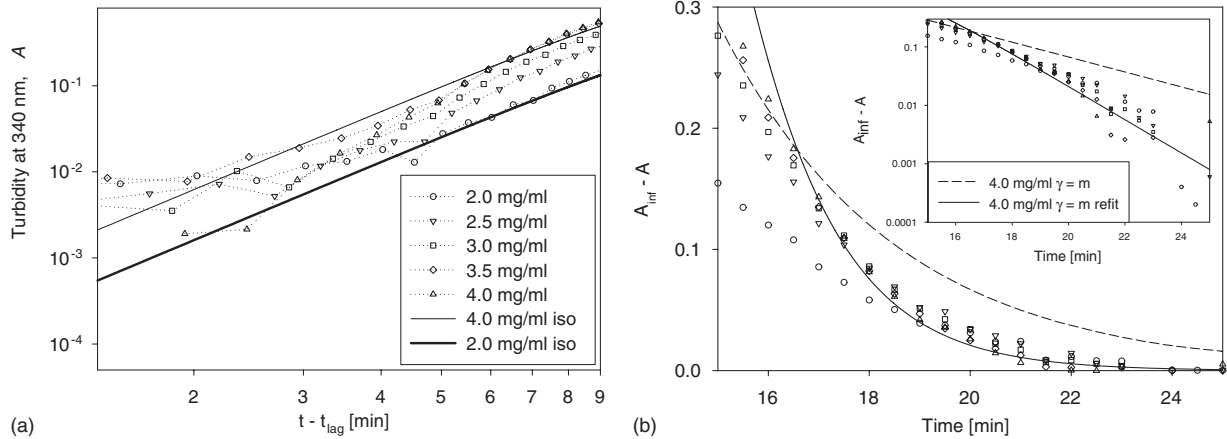 Turbidity at 340 nm, A
10⁻¹
10⁻²
10⁻³
10⁻⁴
2 3 4 5 6 7 8 9
t - t_lag [min]
2.0 mg/ml
2.5 mg/ml
3.0 mg/ml
3.5 mg/ml
4.0 mg/ml
4.0 mg/ml iso
2.0 mg/ml iso
(a)
A_inf - A
0.3
0.2
0.1
0.0
16 18 20 22 24
Time [min]
A_inf - A
0.1
0.01
0.001
0.0001
4.0 mg/ml γ = m
4.0 mg/ml γ = m refit
14 16 18 20 22 24
Time [min]
(b)